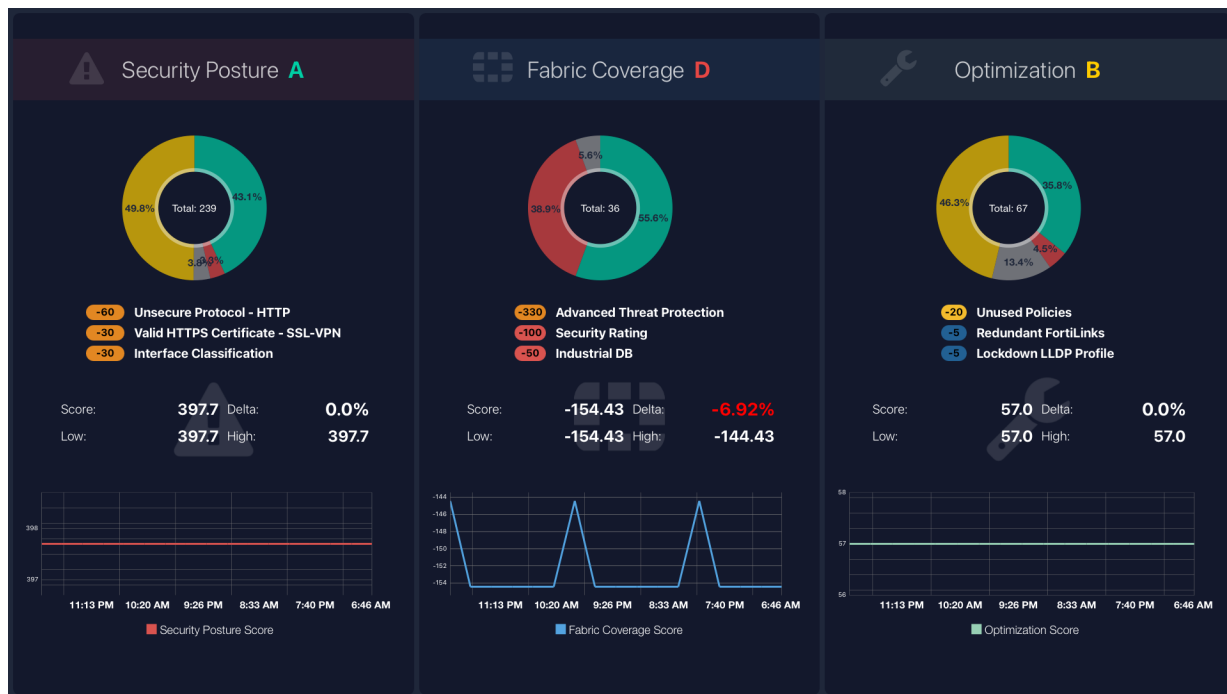 Security Posture A
49.8%
43.1%
Total: 239
3.8%
3.3%
-60 Unsecure Protocol - HTTP
-30 Valid HTTPS Certificate - SSL-VPN
-30 Interface Classification
Score: 397.7 Delta: 0.0%
Low: 397.7 High: 397.7
398
397
11:13 PM 10:20 AM 9:26 PM 8:33 AM 7:40 PM 6:46 AM
Security Posture Score
Fabric Coverage D
5.6%
38.9%
Total: 36
55.6%
-330 Advanced Threat Protection
-100 Security Rating
-50 Industrial DB
Score: -154.43 Delta: -6.92%
Low: -154.43 High: -144.43
-144
-146
-148
-150
-152
-154
11:13 PM 10:20 AM 9:26 PM 8:33 AM 7:40 PM 6:46 AM
Fabric Coverage Score
Optimization B
35.8%
46.3%
Total: 67
4.5%
13.4%
-20 Unused Policies
-5 Redundant FortiLinks
-5 Lockdown LLDP Profile
Score: 57.0 Delta: 0.0%
Low: 57.0 High: 57.0
58
57
56
11:13 PM 10:20 AM 9:26 PM 8:33 AM 7:40 PM 6:46 AM
Optimization Score